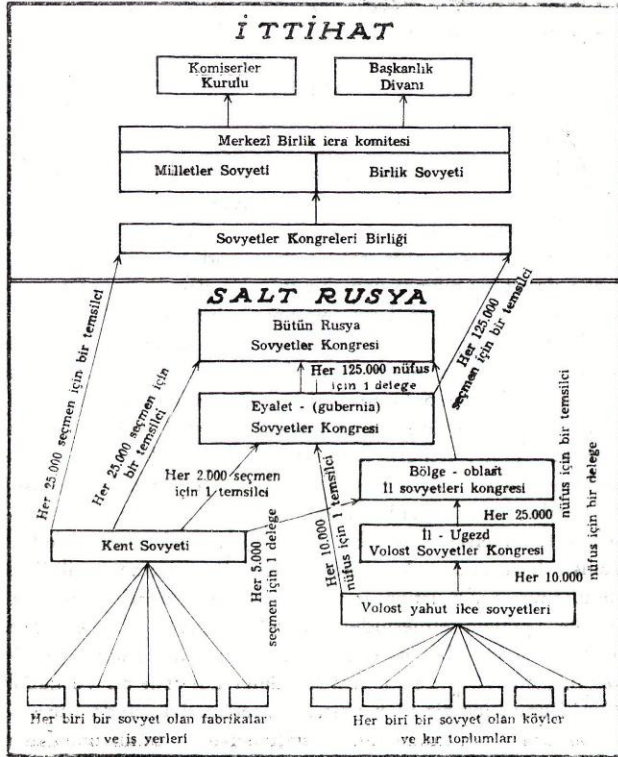 İTTİHAT
Komiserler
Kurulu
Başkanlık
Divanı
Merkezî Birlik icra komitesi
Milletler Sovyeti
Birlik Sovyeti
Sovyetler Kongreleri Birliği
SALT RUSYA
Bütün Rusya
Sovyetler Kongresi
Her 125.000 nüfus
için 1 delege
Eyalet - (gubernia)
Sovyetler Kongresi
Her 25.000 seçmen için bir temsilci
Her 25.000 seçmen için
bir temsilci
Her 125.000
seçmen için bir temsilci
Her 2.000 seçmen
için 1 temsilci
Bölge - oblast
İl sovyetleri kongresi
Her 25.000
nüfus için bir temsilci
Kent Sovyeti
Her 5.000
seçmen için 1 delege
Her 10.000
nüfus için 1 temsilci
İl - Ugezd
Volost Sovyetler Kongresi
Her 10.000
nüfus için bir delege
Volost yahut ilce sovyetleri
Her biri bir sovyet olan fabrikalar
ve iş yerleri
Her biri bir sovyet olan köyler
ve kır toplumları